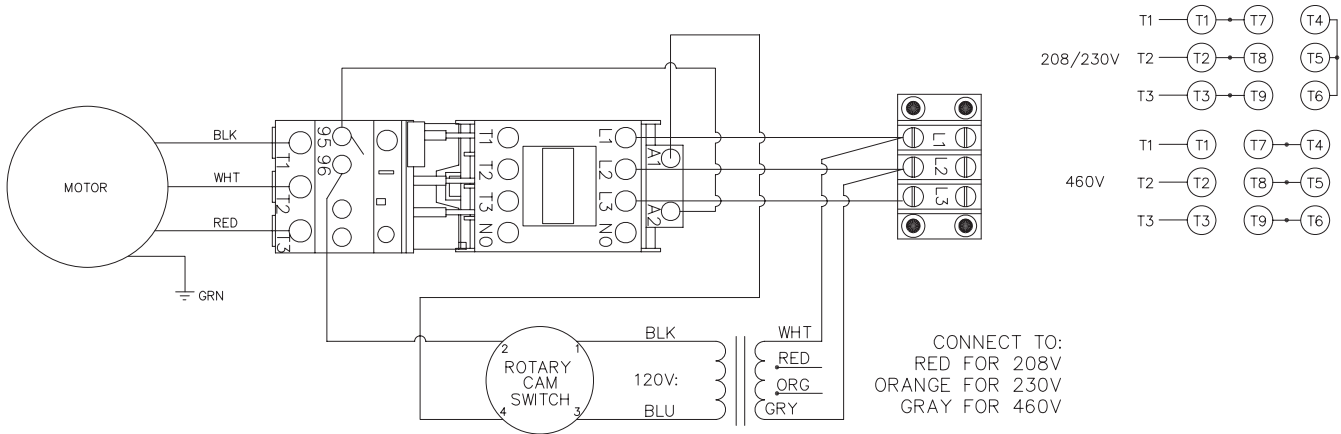 MOTOR
BLK
WHT
RED
GRN
T1
T2
T3
95
96
T1
T2
T3
NO
L1
L2
L3
NO
A1
A2
L1
L2
L3
208/230V
T1 T1 T7 T4
T2 T2 T8 T5
T3 T3 T9 T6
460V
T1 T1 T7 T4
T2 T2 T8 T5
T3 T3 T9 T6
2 1
ROTARY
CAM
SWITCH
4 3
BLK
120V:
BLU
WHT
RED
ORG
GRY
CONNECT TO:
RED FOR 208V
ORANGE FOR 230V
GRAY FOR 460V